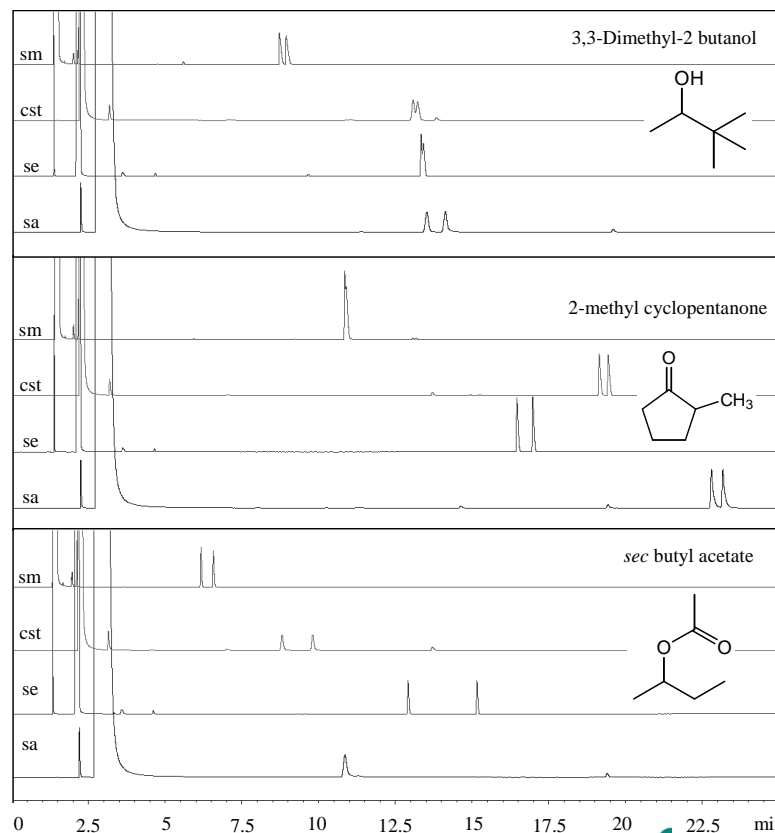 3,3-Dimethyl-2 butanol
sm
OH
cst
se
sa
2-methyl cyclopentanone
sm
O
cst
CH3
se
sa
sec butyl acetate
sm
cst
O
O
se
sa
0 2.5 5 7.5 10 12.5 15 17.5 20 22.5 mi